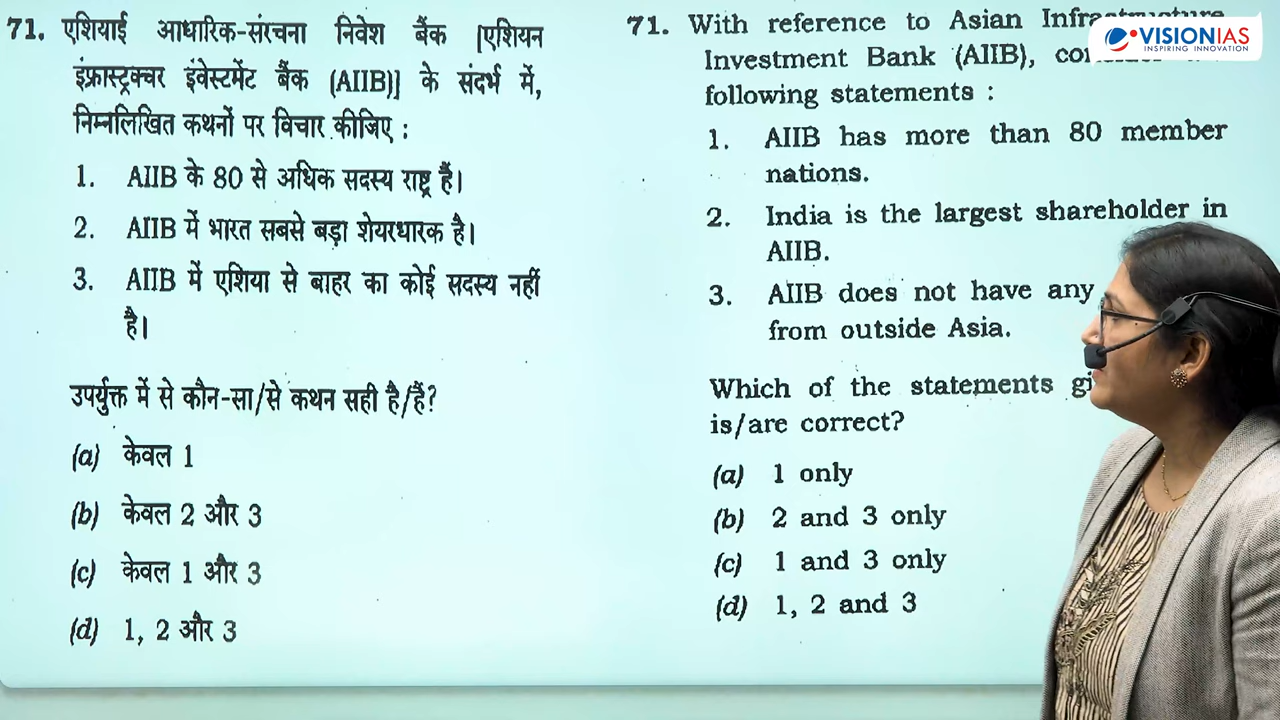 71. एशियाई आधारिक-संरचना निवेश बैंक [एशियन
इंफ्रास्ट्रक्चर इंवेस्टमेंट बैंक (AIIB)] के संदर्भ में,
निम्नलिखित कथनों पर विचार कीजिए :
1. AIIB के 80 से अधिक सदस्य राष्ट्र हैं।
2. AIIB में भारत सबसे बड़ा शेयरधारक है।
3. AIIB में एशिया से बाहर का कोई सदस्य नहीं
है।
उपर्युक्त में से कौन-सा/से कथन सही है/हैं?
(a) केवल 1
(b) केवल 2 और 3
(c) केवल 1 और 3
(d) 1, 2 और 3
71. With reference to Asian
Investment Bank (AIIB),
following statements :
1. AIIB has more than 80 member
nations.
2. India is the largest shareholder in
AIIB.
3. AIIB does not have any
from outside Asia.
Which of the statements
is/are correct?
(a) 1 only
(b) 2 and 3 only
(c) 1 and 3 only
(d) 1, 2 and 3
VISIONIAS
INSPIRING INNOVATION